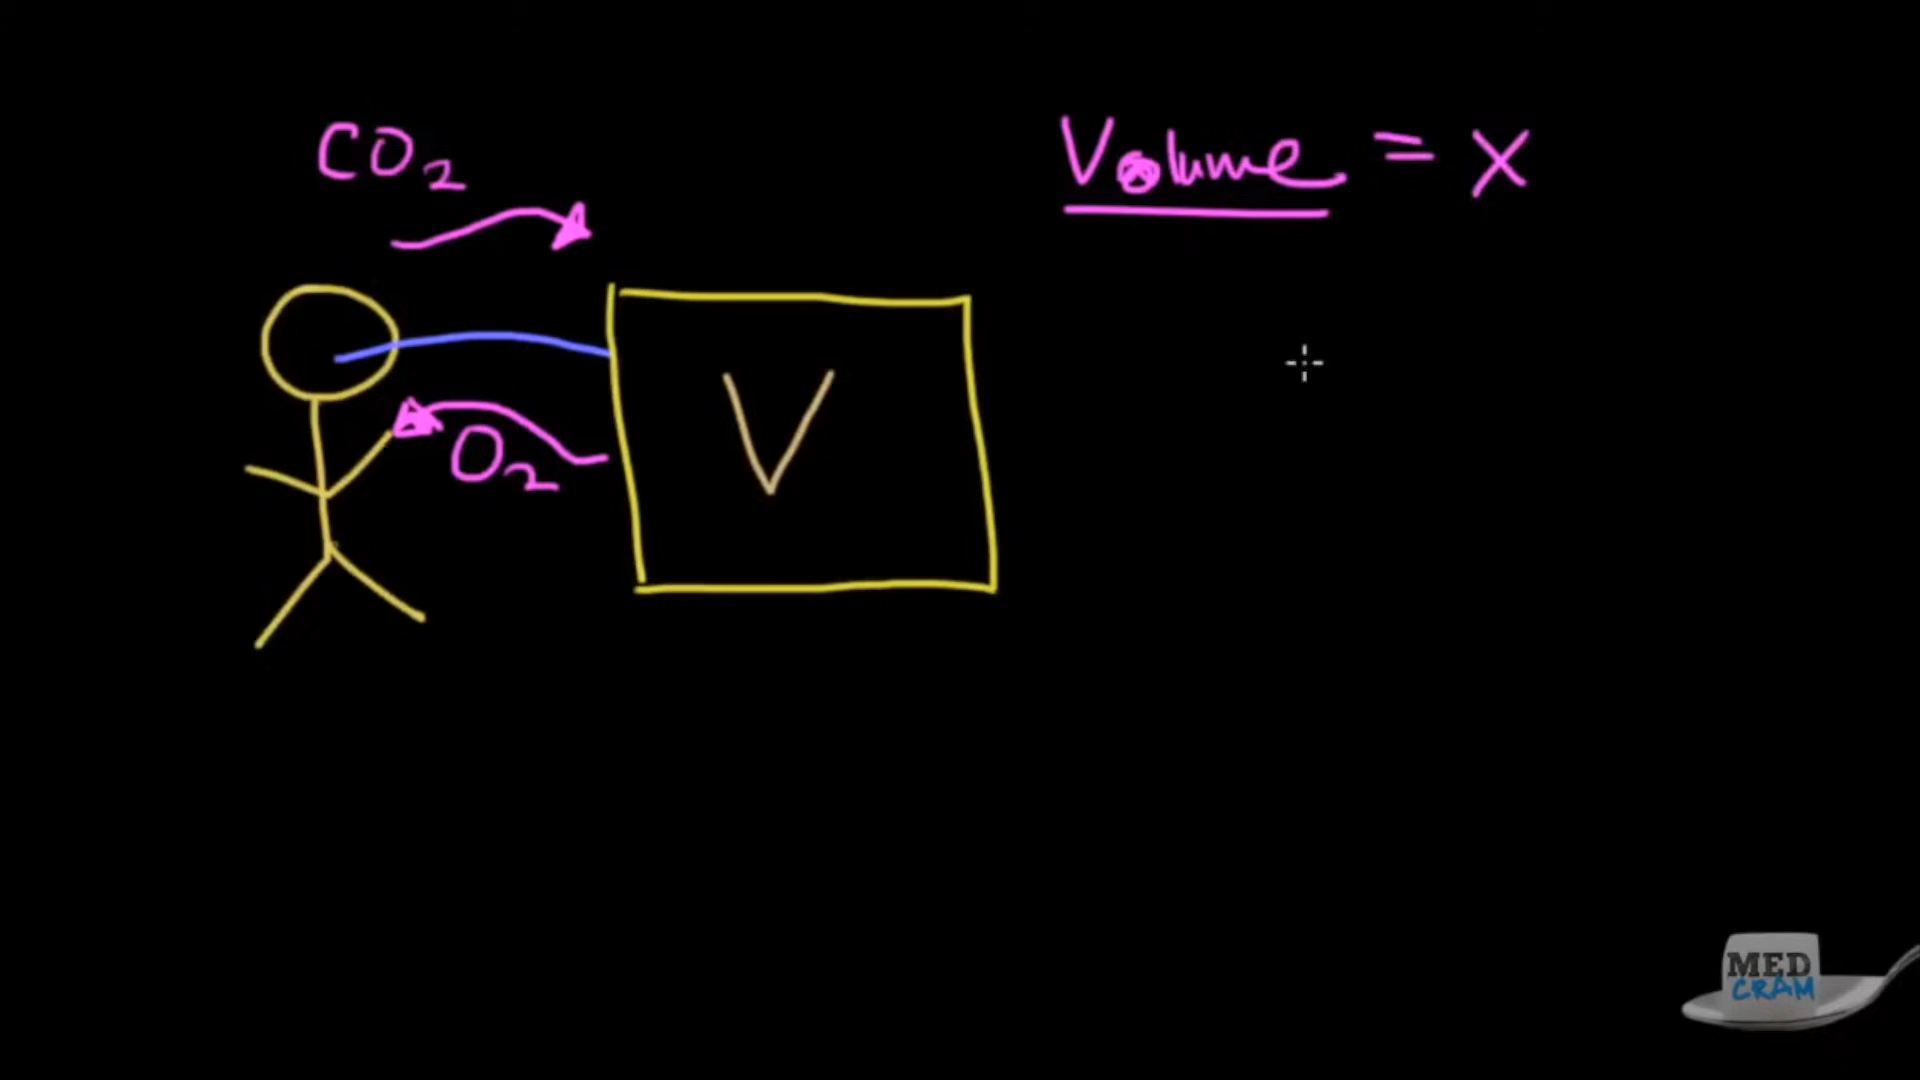 CO₂
Volume = X
V
O₂
MED
CRAM